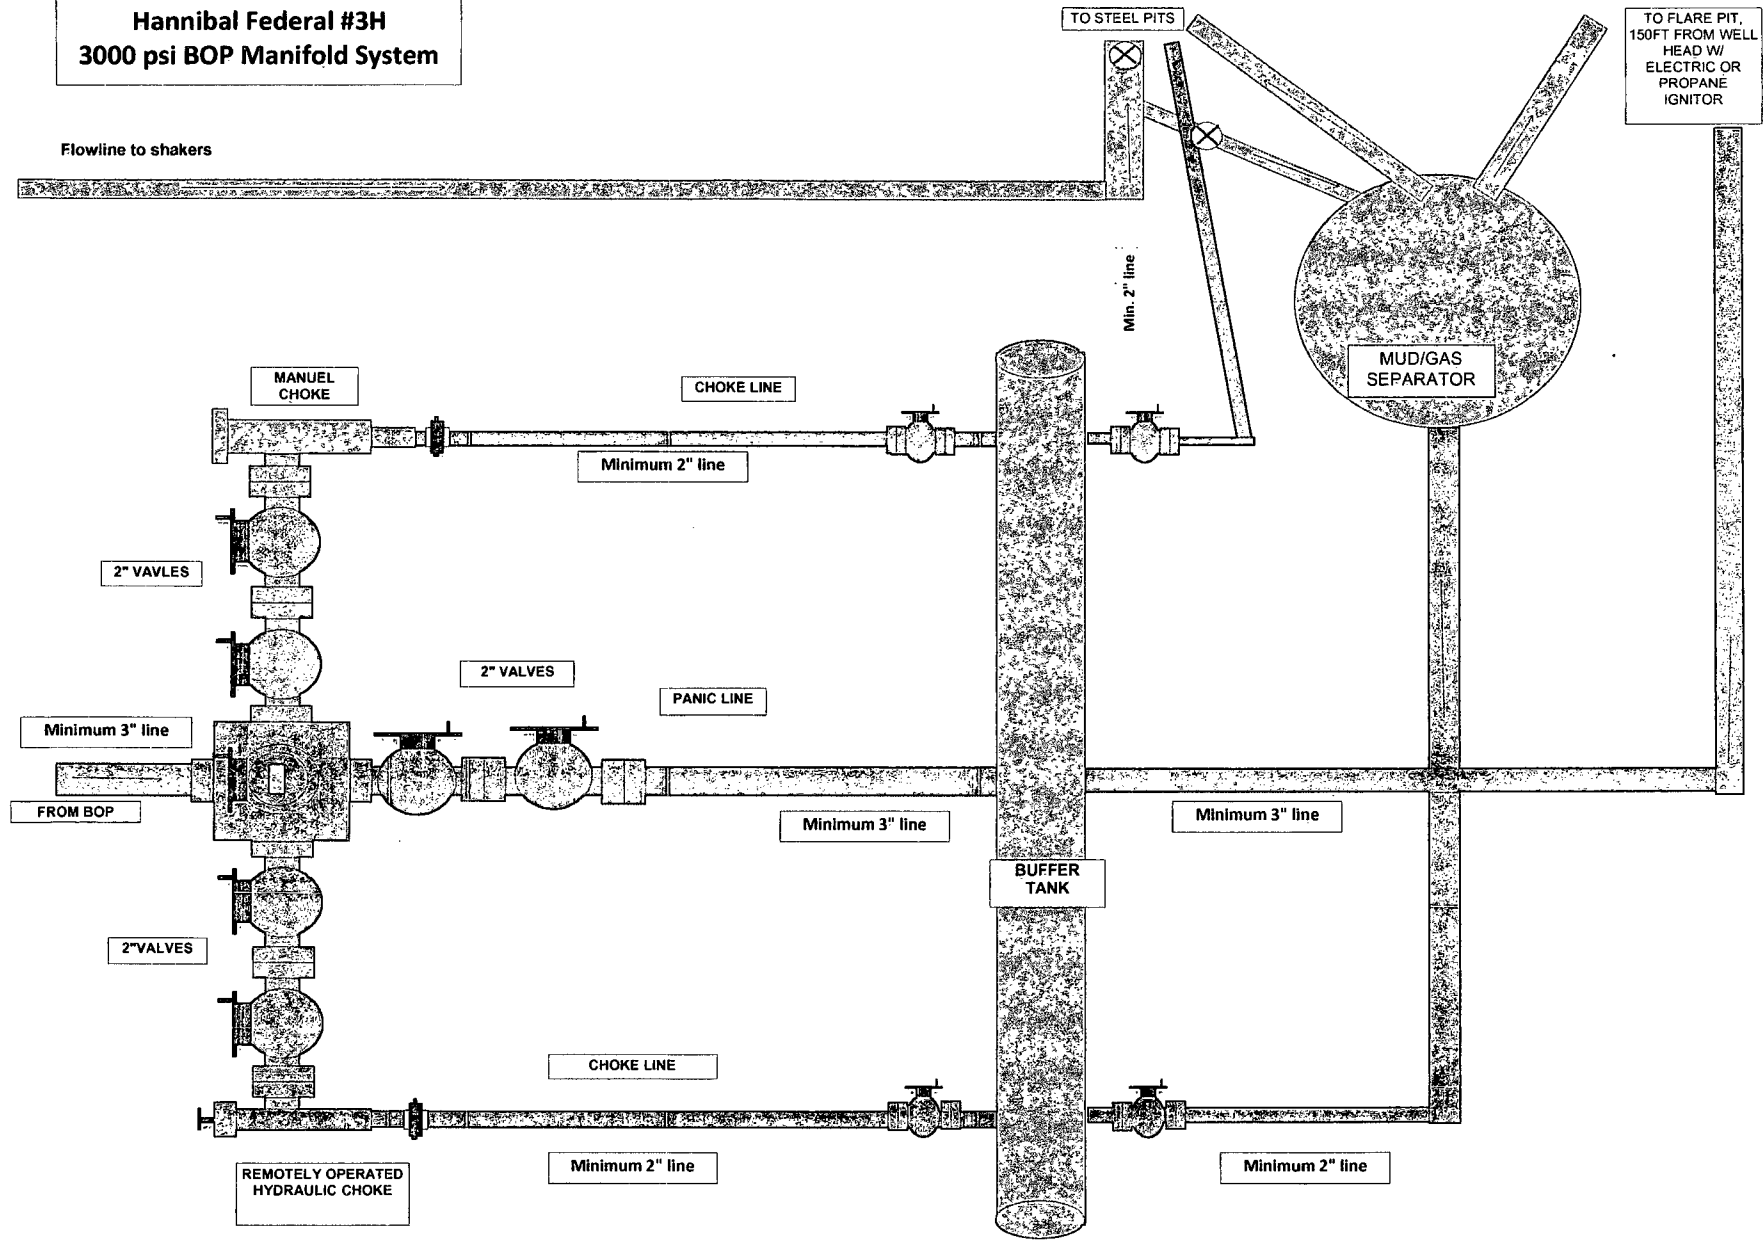 Hannibal Federal #3H
3000 psi BOP Manifold System
TO STEEL PITS
TO FLARE PIT,
150FT FROM WELL
HEAD W/
ELECTRIC OR
PROPANE
IGNITOR
Flowline to shakers
Min. 2" line
MANUEL
CHOKE
CHOKE LINE
MUD/GAS
SEPARATOR
Minimum 2" line
2" VAVLES
2" VALVES
PANIC LINE
Minimum 3" line
FROM BOP
Minimum 3" line
Minimum 3" line
BUFFER
TANK
2"VALVES
CHOKE LINE
REMOTELY OPERATED
HYDRAULIC CHOKE
Minimum 2" line
Minimum 2" line